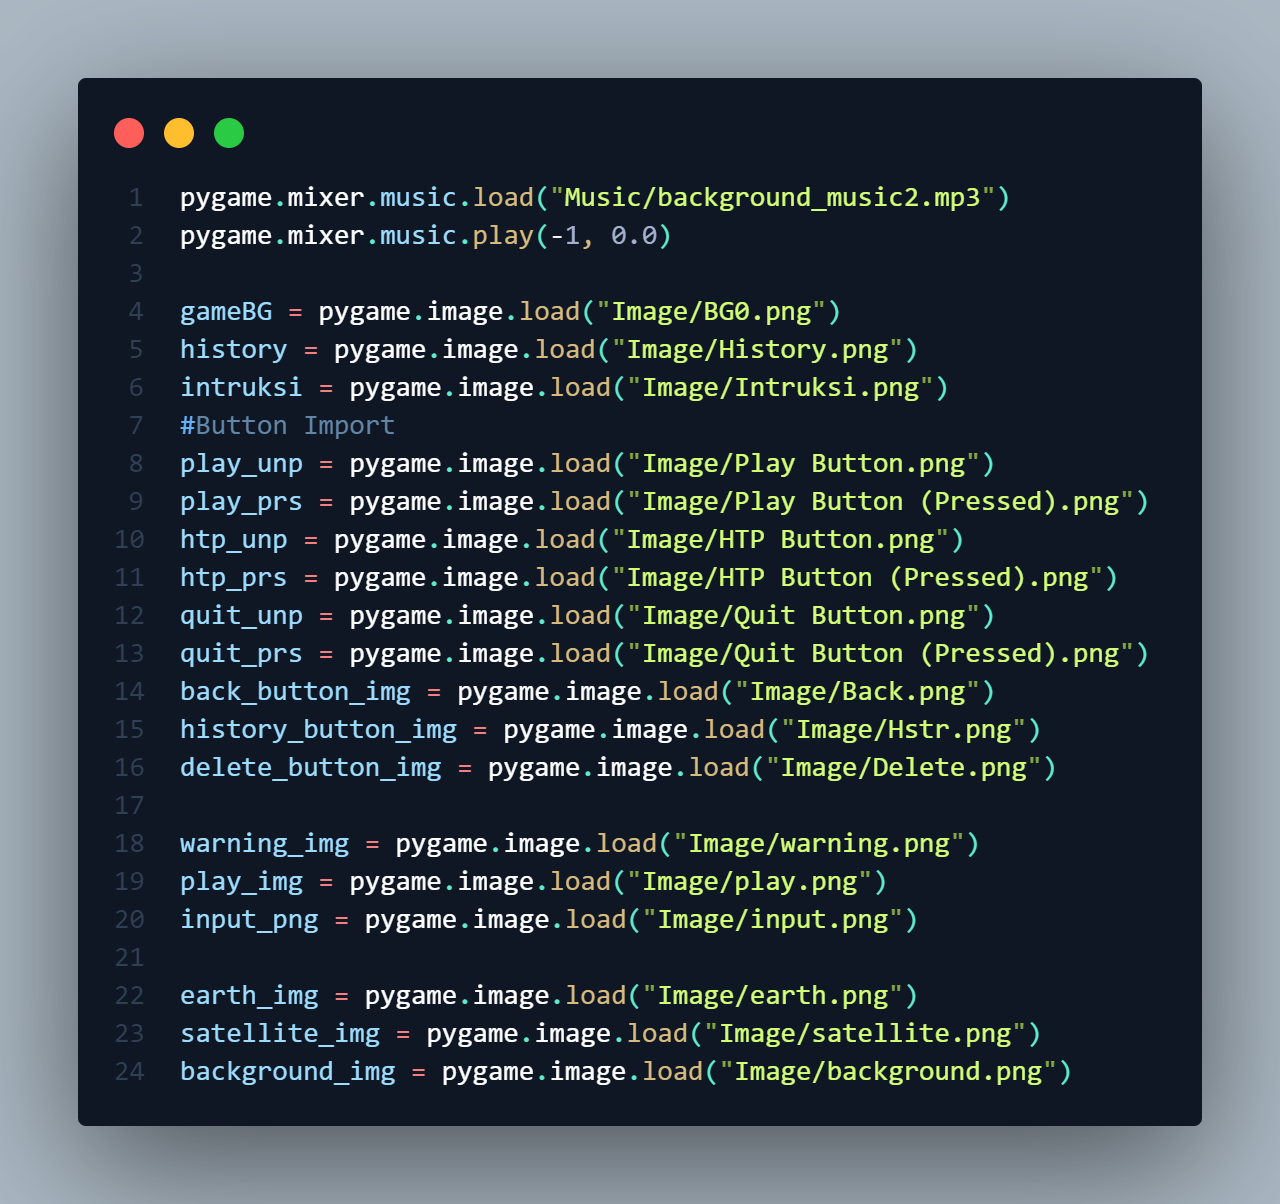 1 pygame.mixer.music.load("Music/background_music2.mp3")
2 pygame.mixer.music.play(-1, 0.0)
3
4 gameBG = pygame.image.load("Image/BG0.png")
5 history = pygame.image.load("Image/History.png")
6 intruksi = pygame.image.load("Image/Intruksi.png")
7 #Button Import
8 play_unp = pygame.image.load("Image/Play Button.png")
9 play_prs = pygame.image.load("Image/Play Button (Pressed).png")
10 htp_unp = pygame.image.load("Image/HTP Button.png")
11 htp_prs = pygame.image.load("Image/HTP Button (Pressed).png")
12 quit_unp = pygame.image.load("Image/Quit Button.png")
13 quit_prs = pygame.image.load("Image/Quit Button (Pressed).png")
14 back_button_img = pygame.image.load("Image/Back.png")
15 history_button_img = pygame.image.load("Image/Hstr.png")
16 delete_button_img = pygame.image.load("Image/Delete.png")
17
18 warning_img = pygame.image.load("Image/warning.png")
19 play_img = pygame.image.load("Image/play.png")
20 input_png = pygame.image.load("Image/input.png")
21
22 earth_img = pygame.image.load("Image/earth.png")
23 satellite_img = pygame.image.load("Image/satellite.png")
24 background_img = pygame.image.load("Image/background.png")